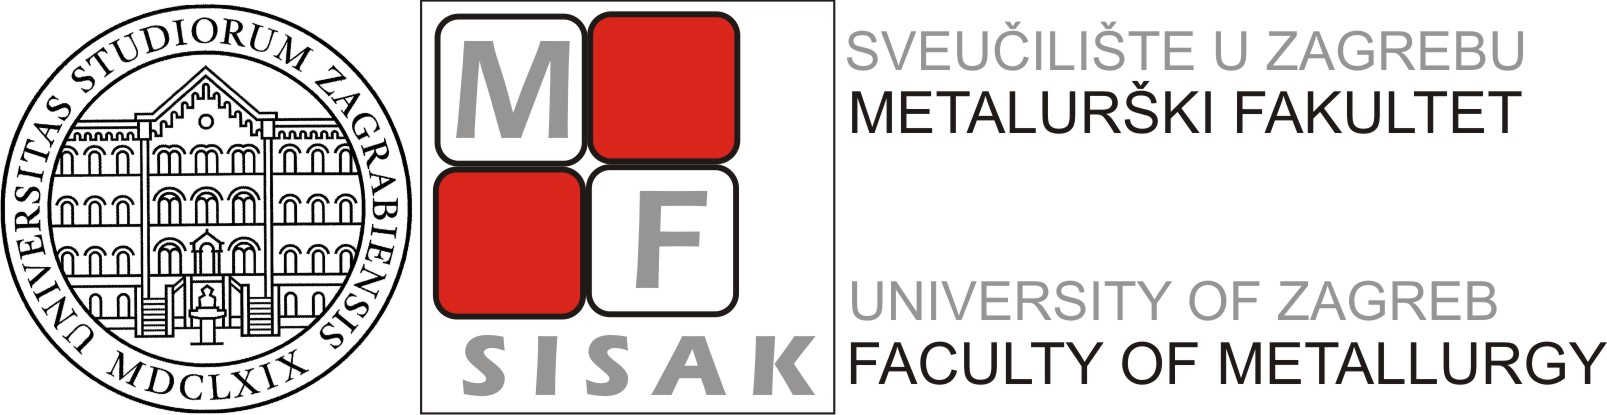 UNIVERSITAS STUDIORUM ZAGRABIENSIS
MDCLXIX
M
F
SISAK
SVEUČILIŠTE U ZAGREBU
METALURŠKI FAKULTET
UNIVERSITY OF ZAGREB
FACULTY OF METALLURGY